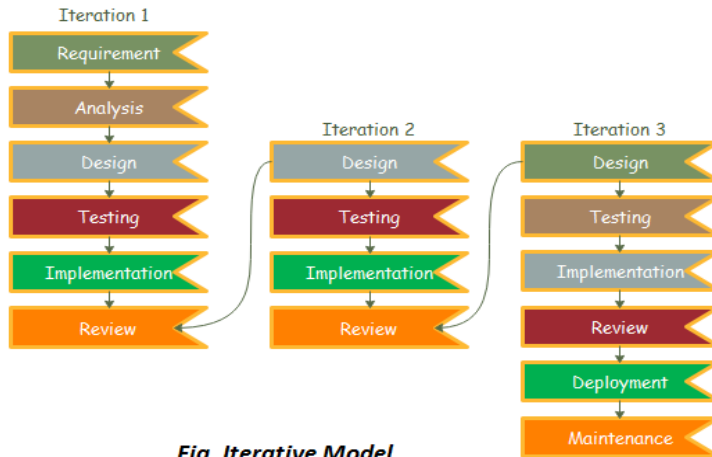 Iteration 1
Requirement
Analysis
Design
Testing
Implementation
Review
Iteration 2
Design
Testing
Implementation
Review
Iteration 3
Design
Testing
Implementation
Review
Deployment
Maintenance
Fig. Iterative Model